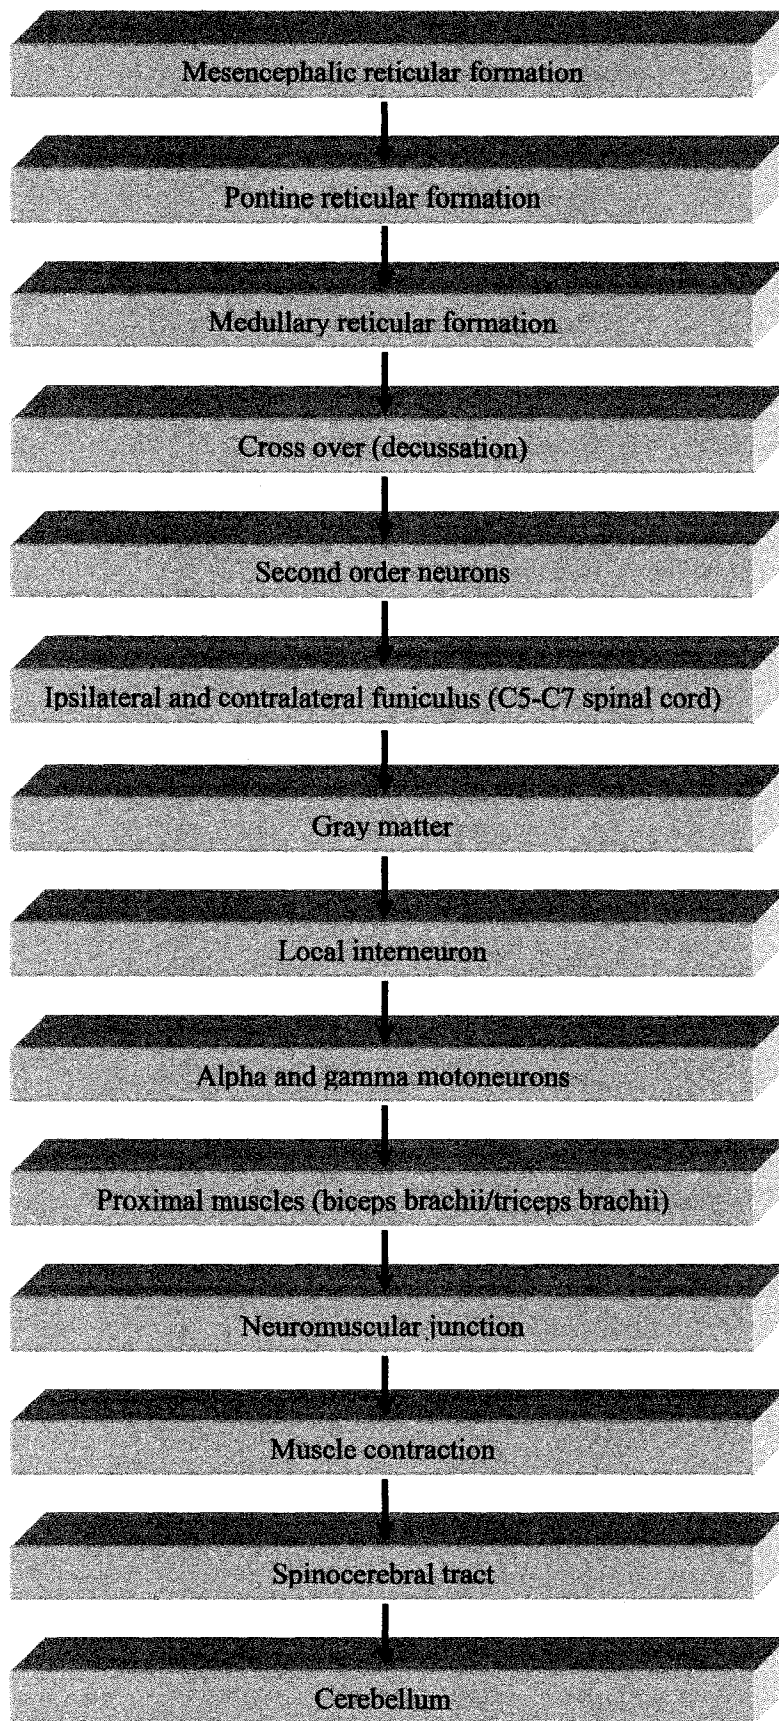 Mesencephalic reticular formation
Pontine reticular formation
Medullary reticular formation
Cross over (decussation)
Second order neurons
Ipsilateral and contralateral funiculus (C5-C7 spinal cord)
Gray matter
Local interneuron
Alpha and gamma motoneurons
Proximal muscles (biceps brachii/triceps brachii)
Neuromuscular junction
Muscle contraction
Spinocerebral tract
Cerebellum